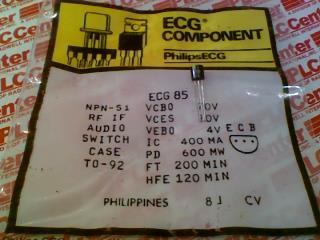 ECG®
COMPONENT
PhilipsECG
ECG 85
NPN-SI VCBO
RF IF VCES
AUDIO VEBO 4V E C B
SWITCH IC 400 MA
CASE PD 600 MW
TO-92 FT 200 MIN
HFE 120 MIN
PHILIPPINES 8J CV